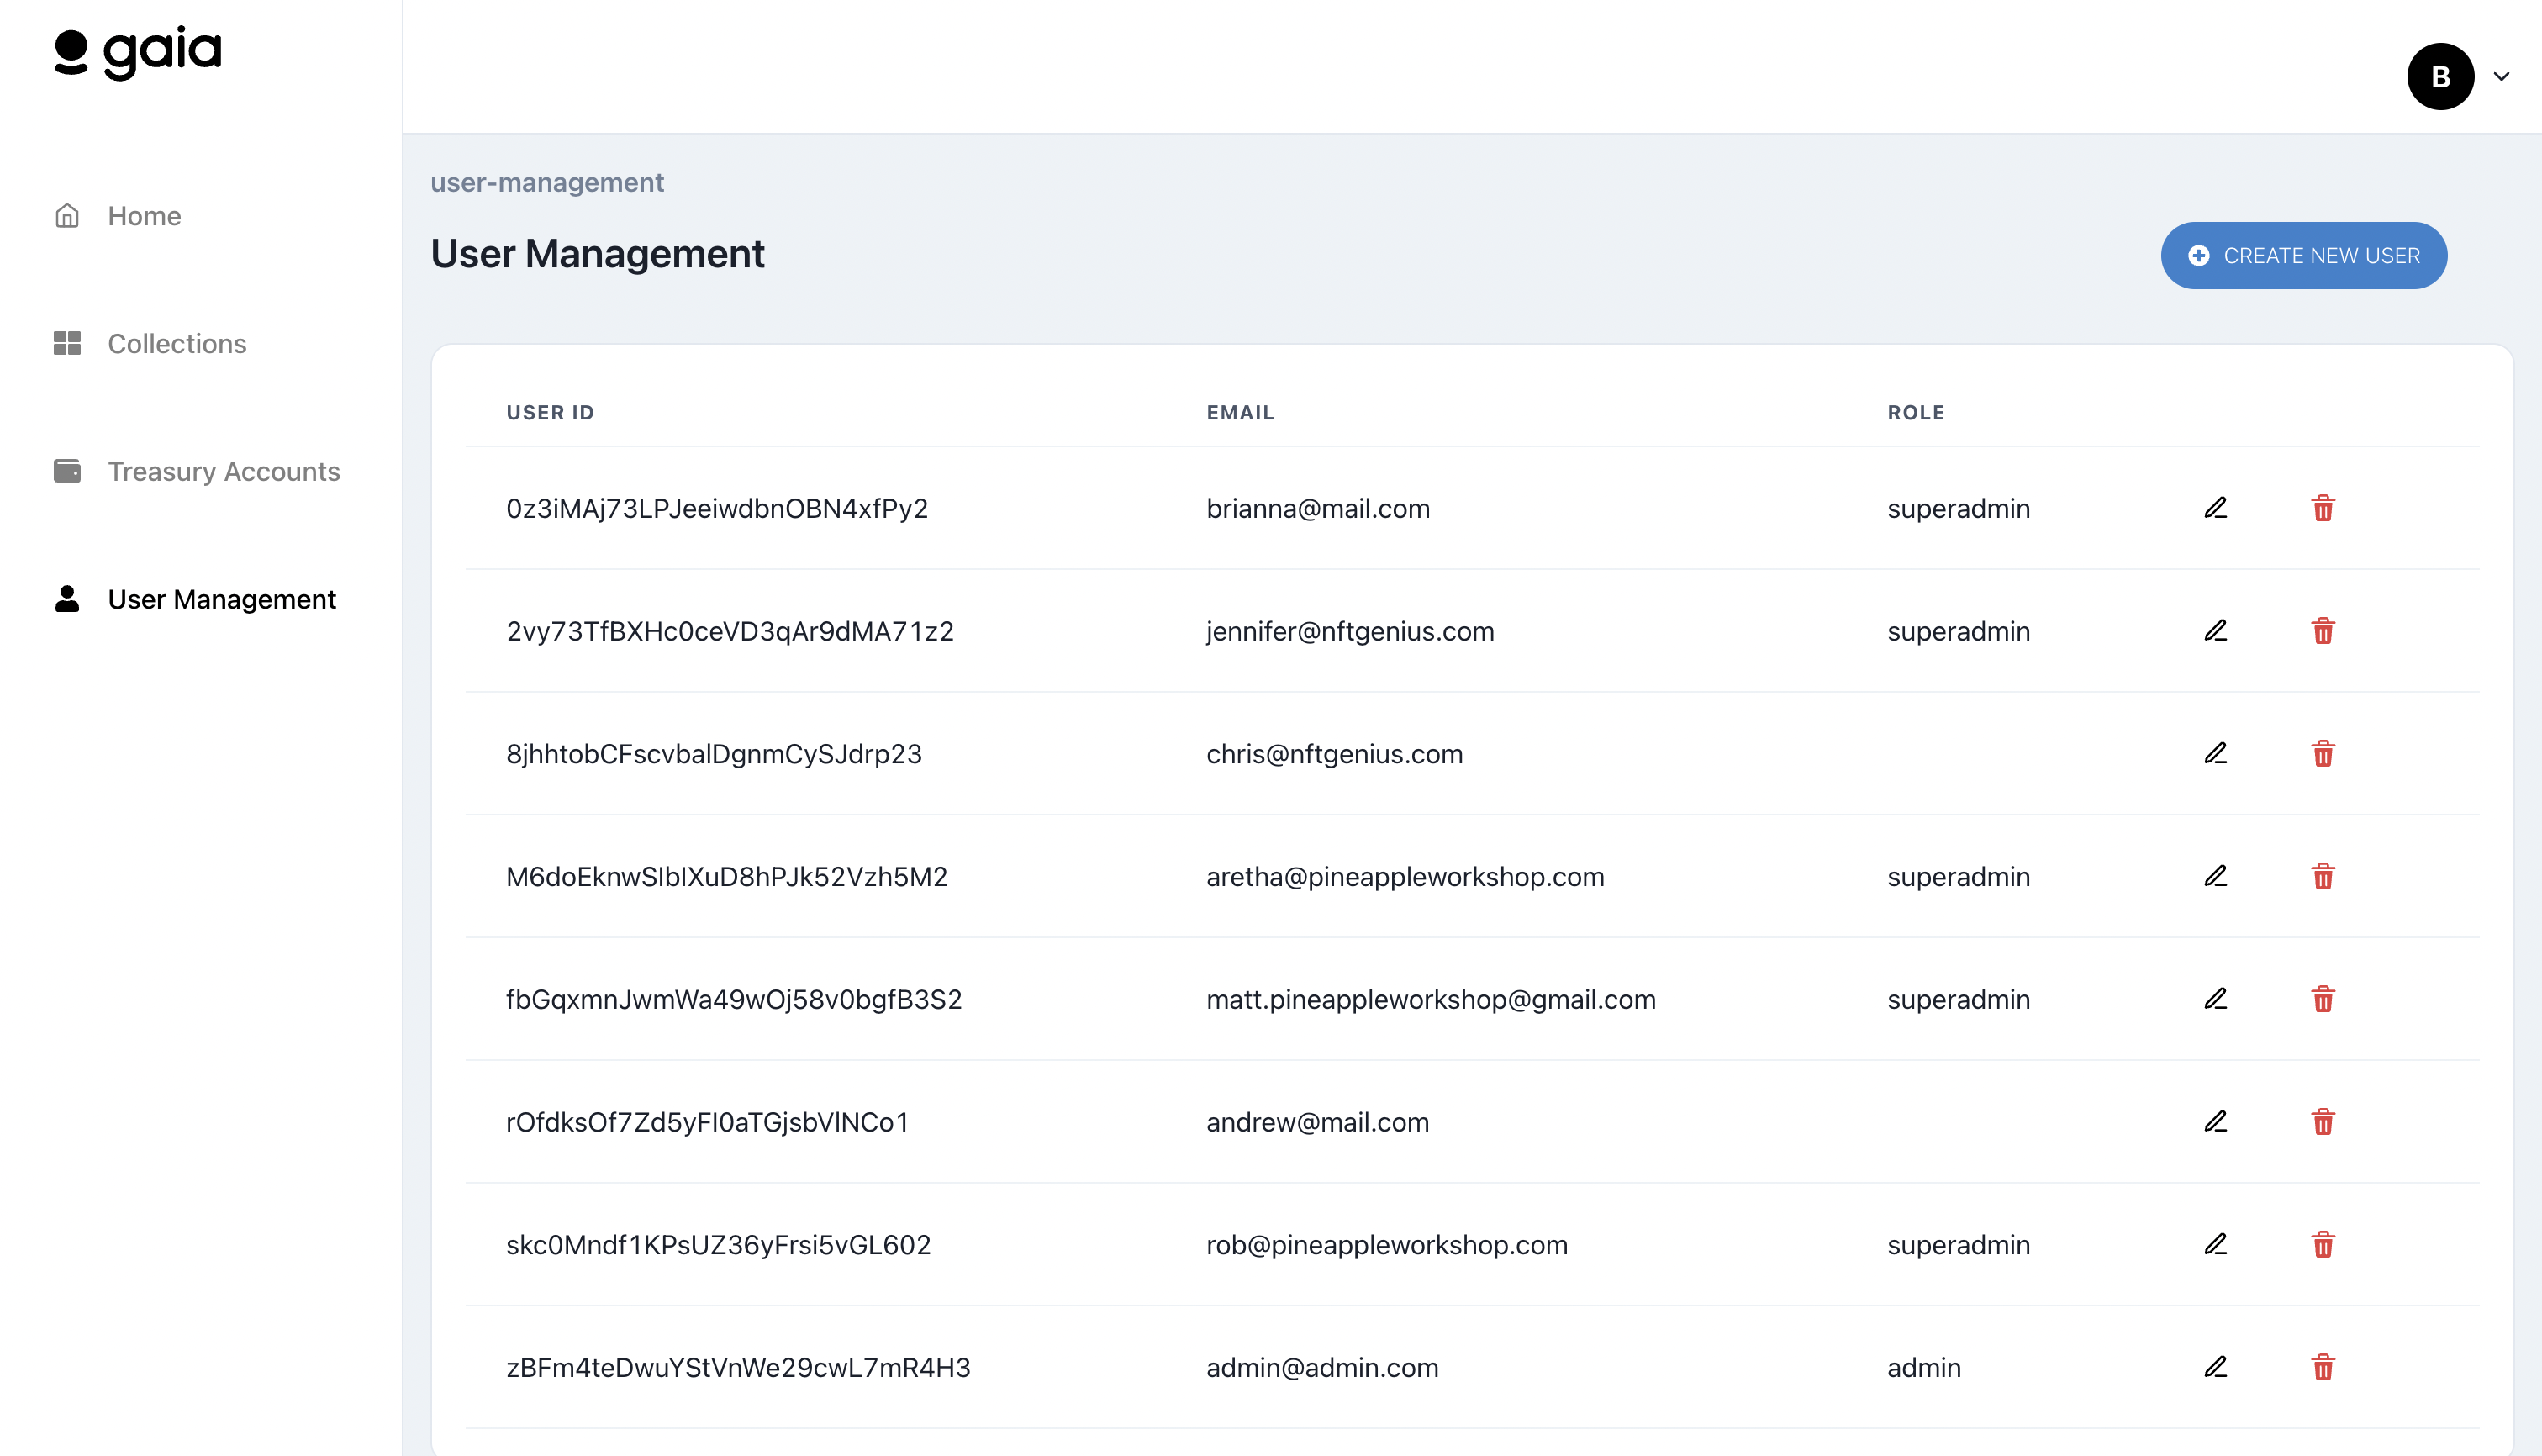 gaia
B
Home
Collections
Treasury Accounts
User Management
user-management
User Management
CREATE NEW USER
USER ID EMAIL ROLE
0z3iMAj73LPJeeiwdbnOBN4xfPy2 brianna@mail.com superadmin
2vy73TfBXHc0ceVD3qAr9dMA71z2 jennifer@nftgenius.com superadmin
8jhhtobCFscvbalDgnmCySJdrp23 chris@nftgenius.com
M6doEknwSIbIXuD8hPJk52Vzh5M2 aretha@pineappleworkshop.com superadmin
fbGqxmnJwmWa49wOj58v0bgfB3S2 matt.pineappleworkshop@gmail.com superadmin
rOfdksOf7Zd5yFI0aTGjsbVlNCo1 andrew@mail.com
skc0Mndf1KPsUZ36yFrsi5vGL602 rob@pineappleworkshop.com superadmin
zBFm4teDwuYStVnWe29cwL7mR4H3 admin@admin.com admin